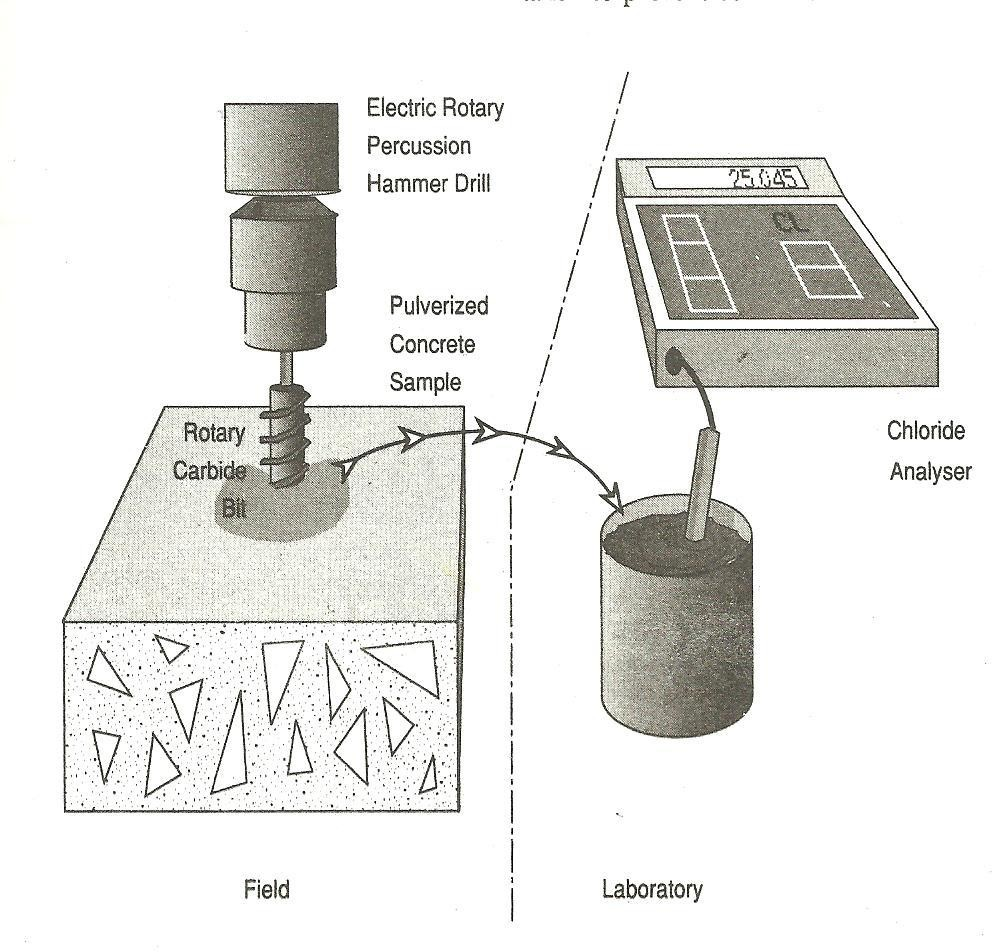 Electric Rotary
Percussion
Hammer Drill
25.045
CL
Pulverized
Concrete
Sample
Rotary
Carbide
Bit
Chloride
Analyser
Field
Laboratory